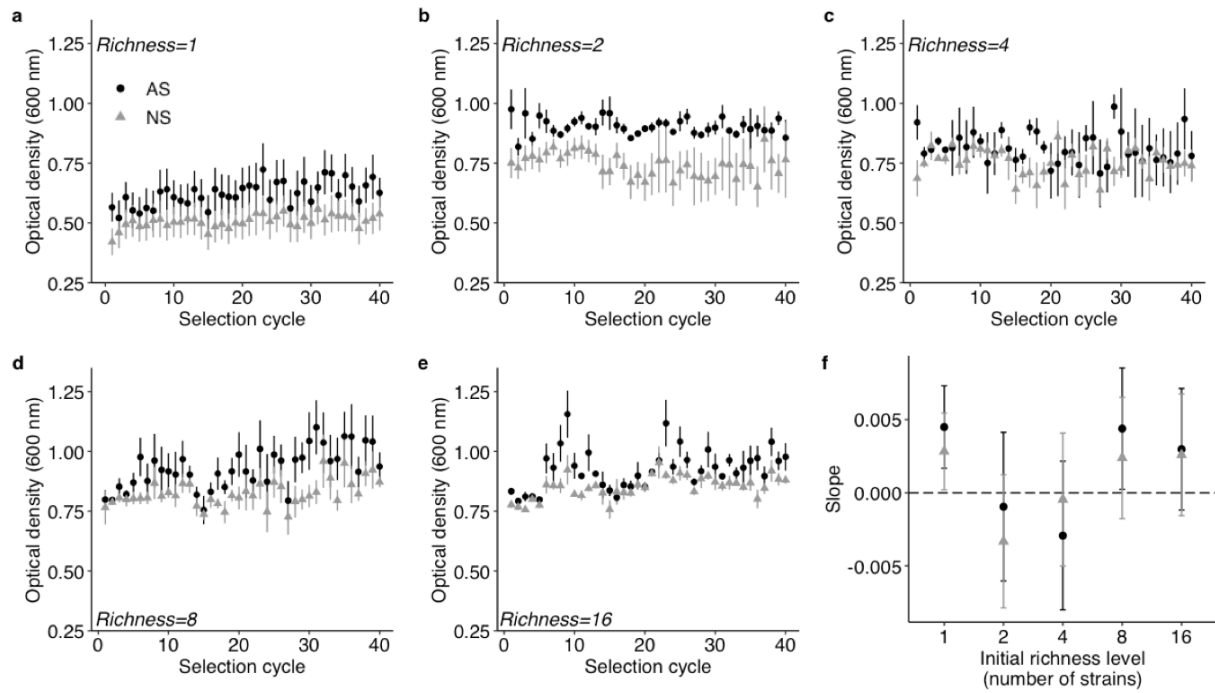 a
Richness=1
AS
NS
Optical density (600 nm)
1.25
1.00
0.75
0.50
0.25
0 10 20 30 40
Selection cycle
b
Richness=2
Optical density (600 nm)
1.25
1.00
0.75
0.50
0.25
0 10 20 30 40
Selection cycle
c
Richness=4
Optical density (600 nm)
1.25
1.00
0.75
0.50
0.25
0 10 20 30 40
Selection cycle
d
Optical density (600 nm)
1.25
1.00
0.75
0.50
0.25
Richness=8
0 10 20 30 40
Selection cycle
e
Optical density (600 nm)
1.25
1.00
0.75
0.50
0.25
Richness=16
0 10 20 30 40
Selection cycle
f
Slope
0.005
0.000
-0.005
1 2 4 8 16
Initial richness level
(number of strains)